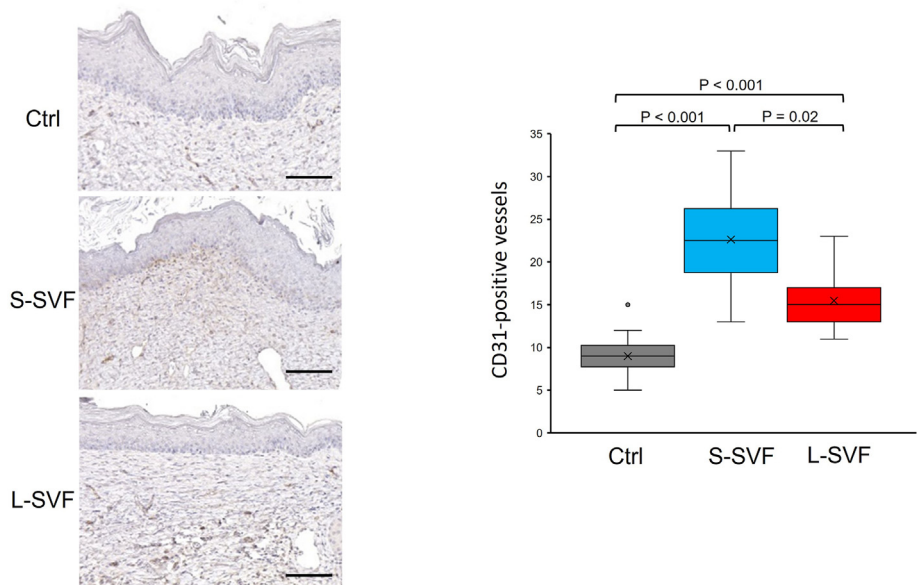 Ctrl
S-SVF
L-SVF
P < 0.001
P < 0.001
P = 0.02
CD31-positive vessels
35
30
25
20
15
10
5
0
Ctrl
S-SVF
L-SVF